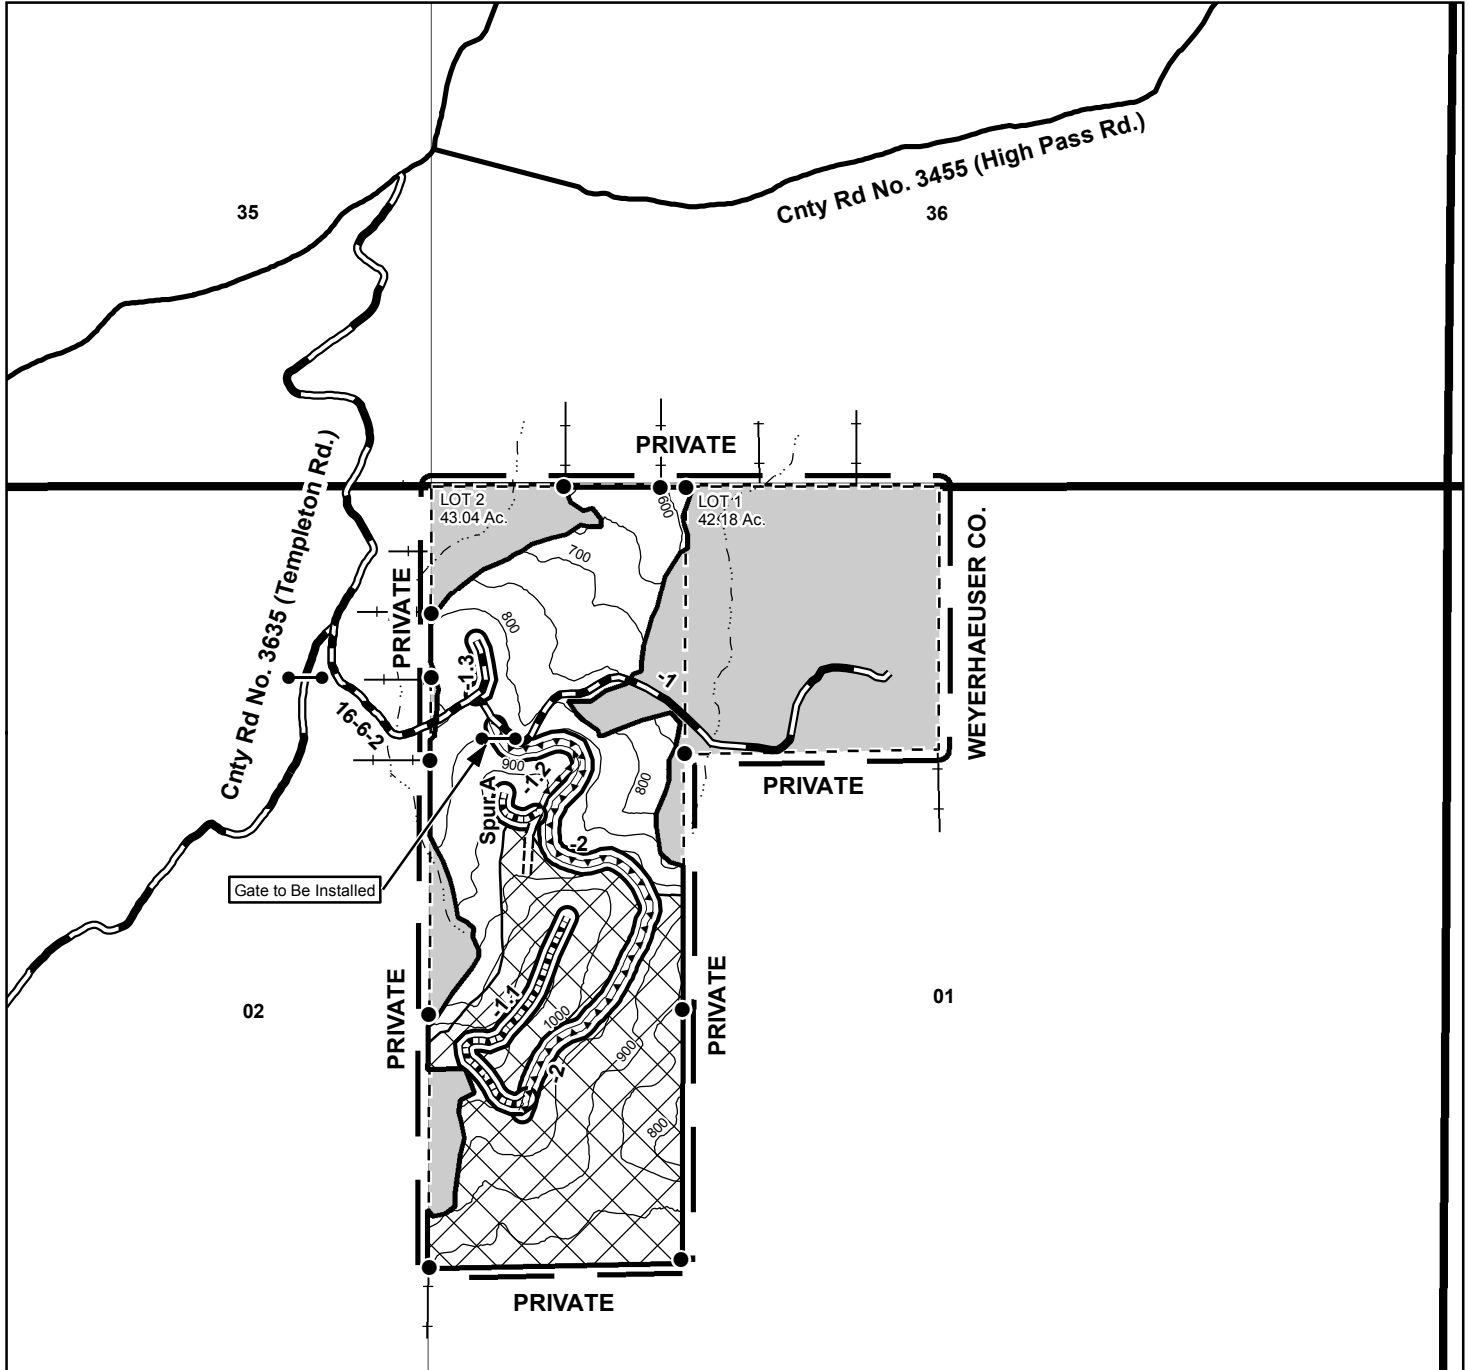 Cnty Rd No. 3455 (High Pass Rd.)
35
36
PRIVATE
Cnty Rd No. 3635 (Templeton Rd.)
LOT 2
43.04 Ac.
600
LOT 1
42.18 Ac.
WEYERHAEUSER CO.
700
PRIVATE
800
-1.3
-1
16-6-2
900
-1.2
800
PRIVATE
Spur A
-2
Gate to Be Installed
PRIVATE
-1.1
1000
PRIVATE
01
02
900
-2
800
PRIVATE